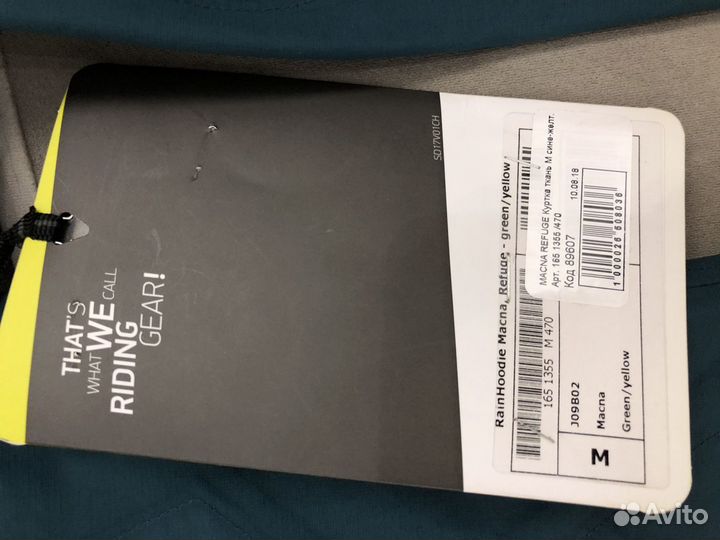 THAT'S
WHAT WE CALL
RIDING
GEAR!
SD17V01CH
RainHoodie Macna, Refuge - green/yellow,
165 1355 M 470
J09B02
Macna
Green/yellow
M
MACNA REFUGE Куртка ткань M сине-желт.
Арт. 165 1355 /470
Код 89607
10.08.18
1000026608036
Avito